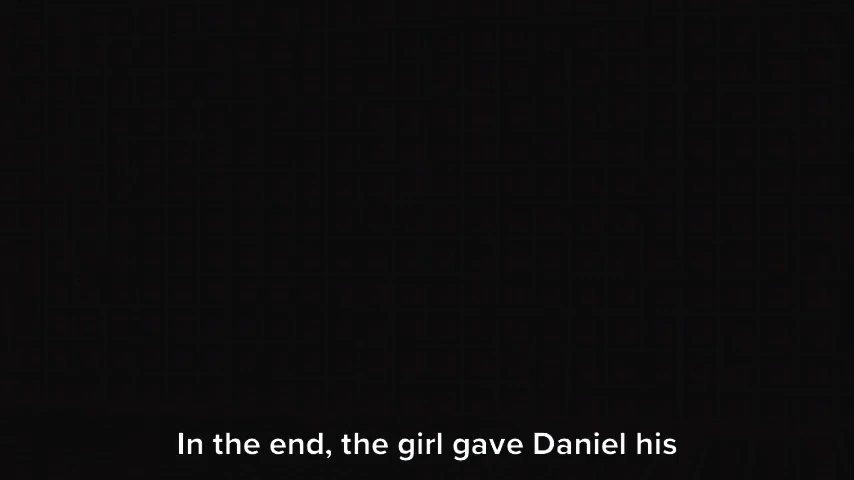 In the end, the girl gave Daniel his